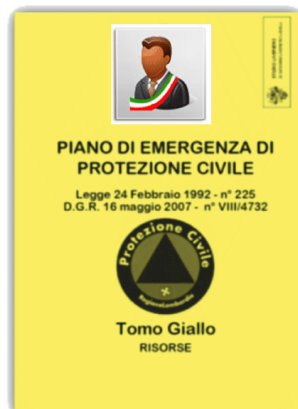 PIANO DI EMERGENZA DI
PROTEZIONE CIVILE
Legge 24 Febbraio 1992 - n° 225
D.G.R. 16 maggio 2007 - n° VIII/4732
Protezione Civile
RegioneLombardia
Tomo Giallo
RISORSE